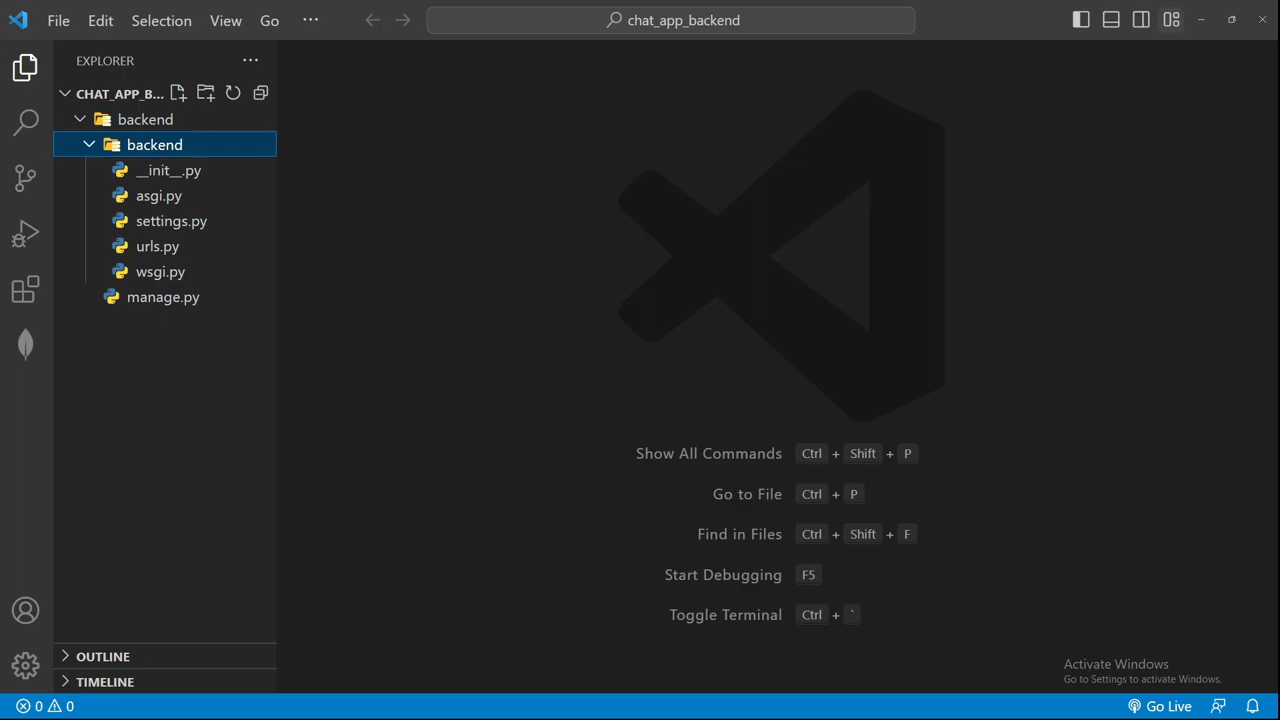 File Edit Selection View Go ···
chat_app_backend
EXPLORER ···
CHAT_APP_B...
backend
backend
__init__.py
asgi.py
settings.py
urls.py
wsgi.py
manage.py
Show All Commands Ctrl + Shift + P
Go to File Ctrl + P
Find in Files Ctrl + Shift + F
Start Debugging F5
Toggle Terminal Ctrl + `
OUTLINE
TIMELINE
Activate Windows
Go to Settings to activate Windows.
0 0
Go Live